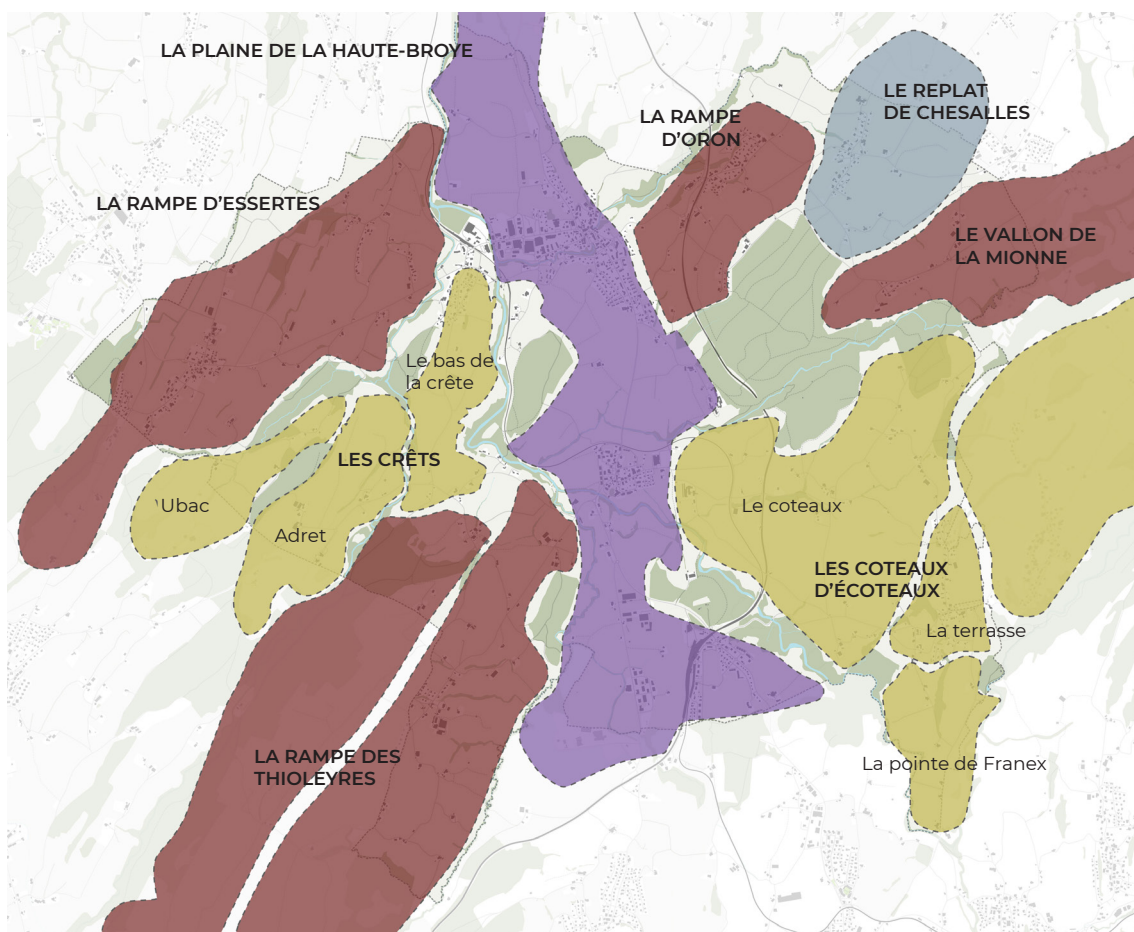 LA PLAINE DE LA HAUTE-BROYE
LE REPLAT
DE CHESALLES
LA RAMPE
D’ORON
LA RAMPE D’ESSERTES
LE VALLON DE
LA MIONNE
Le bas de
la crête
LES CRÊTS
Ubac
Adret
Le coteaux
LES COTEAUX
D’ÉCOTEAUX
La terrasse
LA RAMPE DES
THIOLEYRES
La pointe de Franex